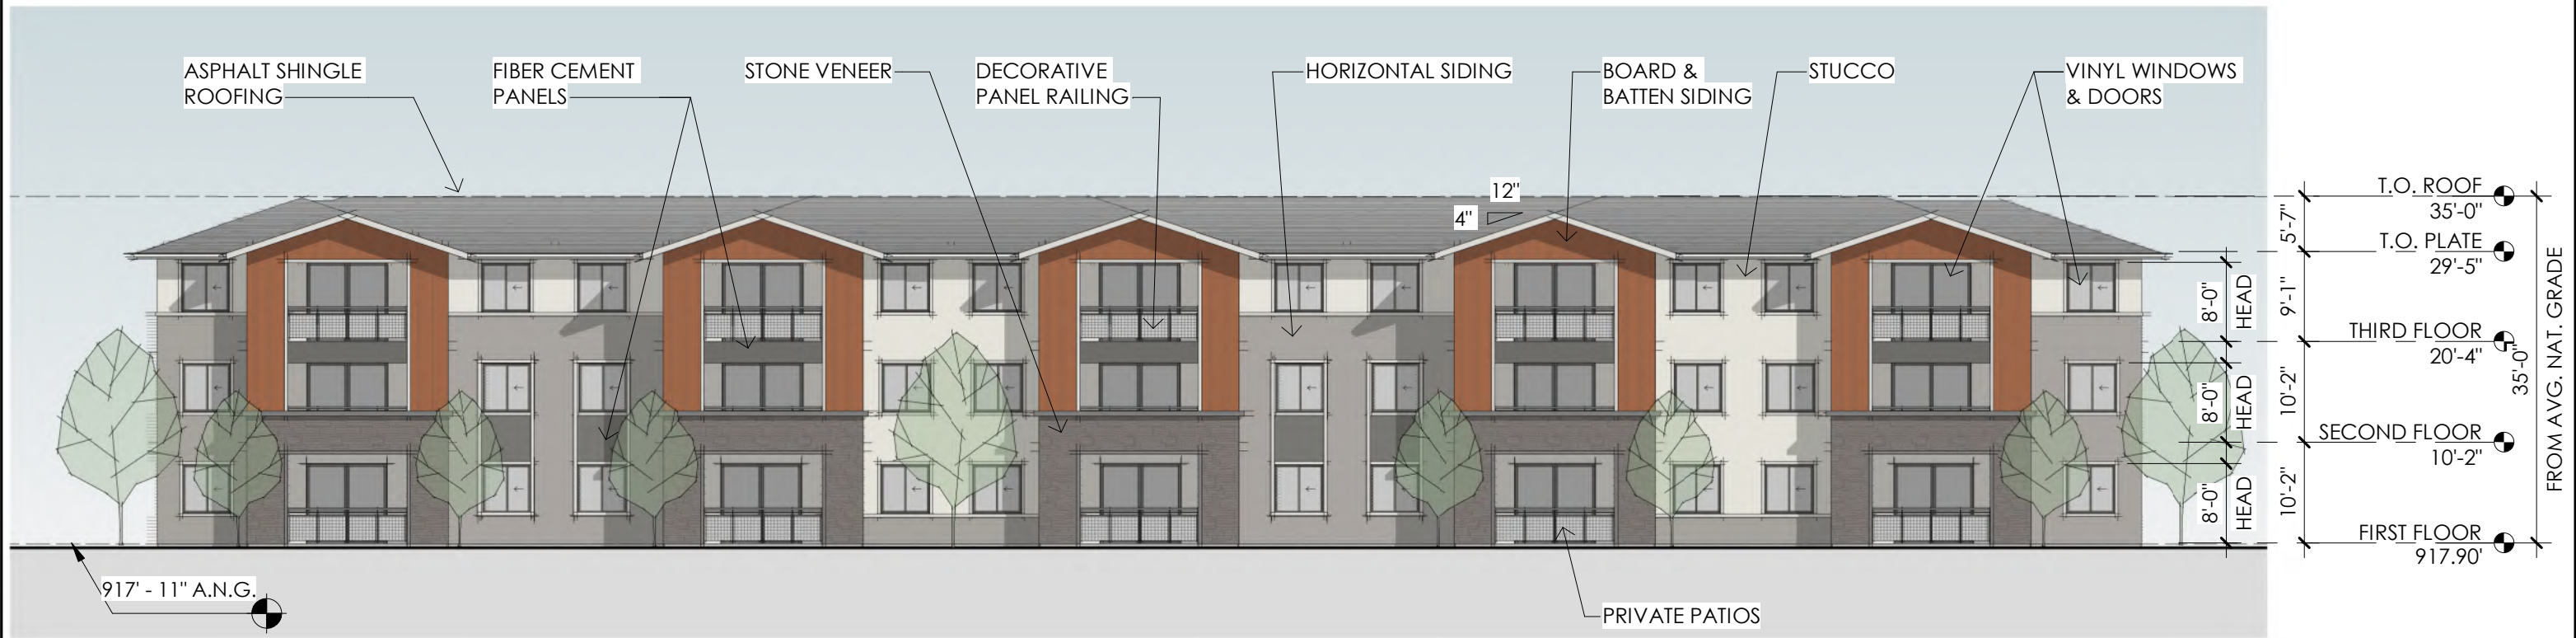 ASPHALT SHINGLE
ROOFING
FIBER CEMENT
PANELS
STONE VENEER
DECORATIVE
PANEL RAILING
HORIZONTAL SIDING
BOARD &
BATTEN SIDING
STUCCO
VINYL WINDOWS
& DOORS
12"
4"
T.O. ROOF
35'-0"
5'-7"
T.O. PLATE
29'-5"
9'-1"
8'-0"
HEAD
THIRD FLOOR
20'-4"
10'-2"
8'-0"
HEAD
SECOND FLOOR
10'-2"
10'-2"
8'-0"
HEAD
FIRST FLOOR
917.90'
35'-0"
FROM AVG. NAT. GRADE
917' - 11" A.N.G.
PRIVATE PATIOS